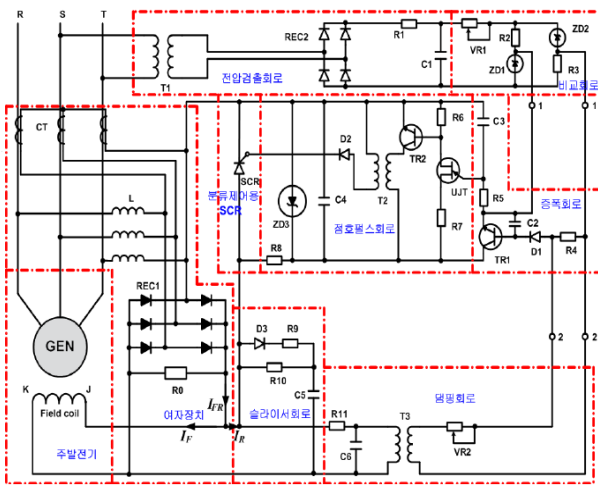 R S T
REC2 R1 VR1 R2 ZD2
T1 전압검출회로 C1 ZD1 R3
비교회로
CT 1 1
D2 TR2 R6 C3
SCR UJT
분류제어용
SCR
T2 R5 증폭회로
L ZD3 C4 점호펄스회로 R7 C2
R8 TR1 D1 R4
REC1
GEN D3 R9 2 2
R0 R10
K J 여자장치 I_FR 슬라이서회로 C5 댐핑회로
Field coil I_F I_R R11 T3
주발전기 C6 VR2